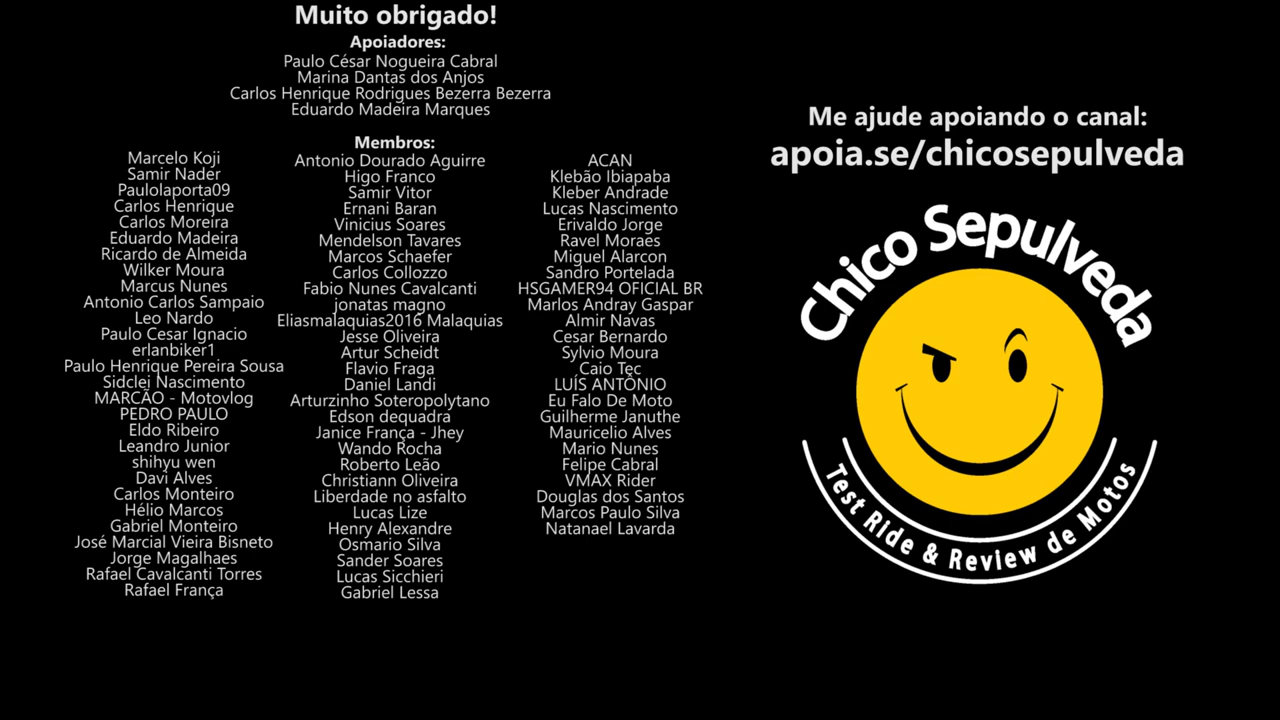 Muito obrigado!
Apoiadores:
Paulo César Nogueira Cabral
Marina Dantas dos Anjos
Carlos Henrique Rodrigues Bezerra Bezerra
Eduardo Madeira Marques
Membros:
Marcelo Koji
Samir Nader
Paulolaporta09
Carlos Henrique
Carlos Moreira
Eduardo Madeira
Ricardo de Almeida
Wilker Moura
Marcus Nunes
Antonio Carlos Sampaio
Leo Nardo
Paulo Cesar Ignacio
erlanbiker1
Paulo Henrique Pereira Sousa
Sidclei Nascimento
MARCÃO - Motovlog
PEDRO PAULO
Eldo Ribeiro
Leandro Junior
shihyu wen
Davi Alves
Carlos Monteiro
Hélio Marcos
Gabriel Monteiro
José Marcial Vieira Bisneto
Jorge Magalhaes
Rafael Cavalcanti Torres
Rafael França
Antonio Dourado Aguirre
Higo Franco
Samir Vitor
Ernani Baran
Vinicius Soares
Mendelson Tavares
Marcos Schaefer
Carlos Collozzo
Fabio Nunes Cavalcanti
jonatas magno
Eliasmalaquias2016 Malaquias
Jesse Oliveira
Artur Scheidt
Flavio Fraga
Daniel Landi
Arturzinho Soteropolytano
Edson dequadra
Janice França - Jhey
Wando Rocha
Roberto Leão
Christiann Oliveira
Liberdade no asfalto
Lucas Lize
Henry Alexandre
Osmario Silva
Sander Soares
Lucas Sicchieri
Gabriel Lessa
ACAN
Klebão Ibiapaba
Kleber Andrade
Lucas Nascimento
Erivaldo Jorge
Ravel Moraes
Miguel Alarcon
Sandro Portelada
HSGAMER94 OFICIAL BR
Marlos Andray Gaspar
Almir Navas
Cesar Bernardo
Sylvio Moura
Caio Tec
LUÍS ANTÔNIO
Eu Falo De Moto
Guilherme Januthe
Mauricelio Alves
Mario Nunes
Felipe Cabral
VMAX Rider
Douglas dos Santos
Marcos Paulo Silva
Natanael Lavarda
Me ajude apoiando o canal:
apoia.se/chicosepulveda
Chico Sepulveda
Test Ride & Review de Motos